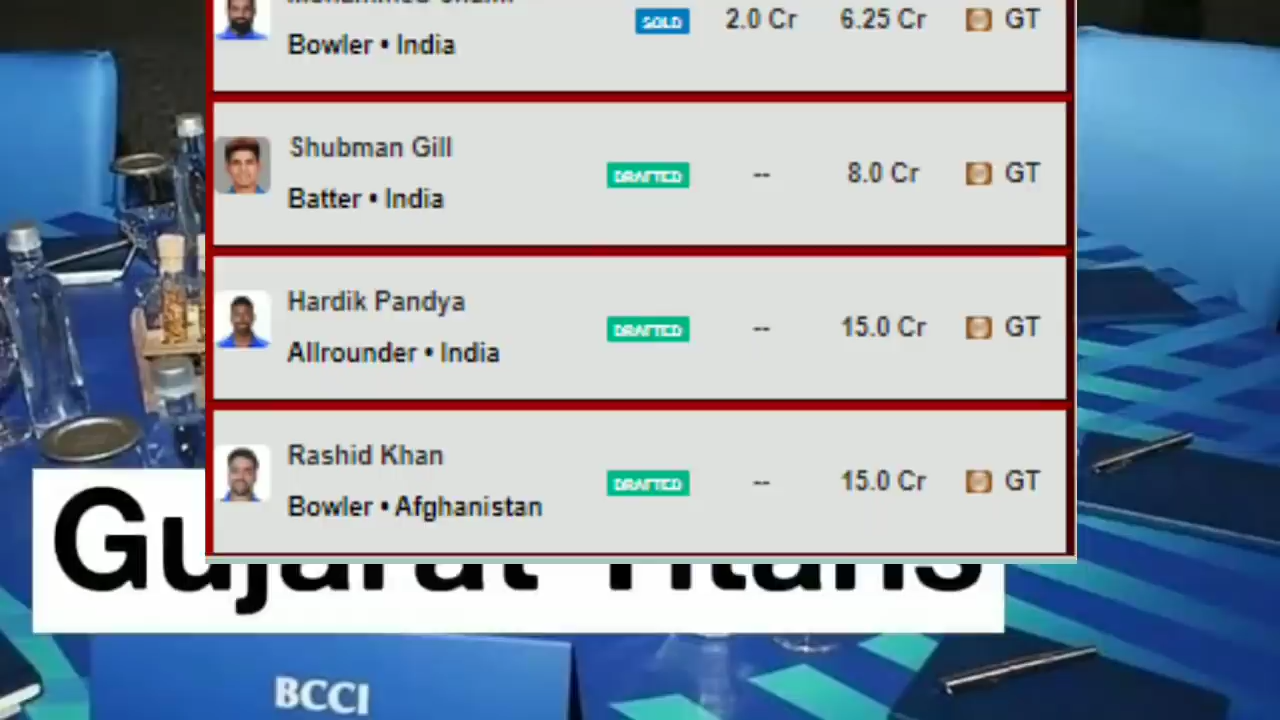 SOLD 2.0 Cr 6.25 Cr GT
Bowler • India
Shubman Gill
DRAFTED -- 8.0 Cr GT
Batter • India
Hardik Pandya
DRAFTED -- 15.0 Cr GT
Allrounder • India
Rashid Khan
DRAFTED -- 15.0 Cr GT
Bowler • Afghanistan
Gujarat Titans
BCCI